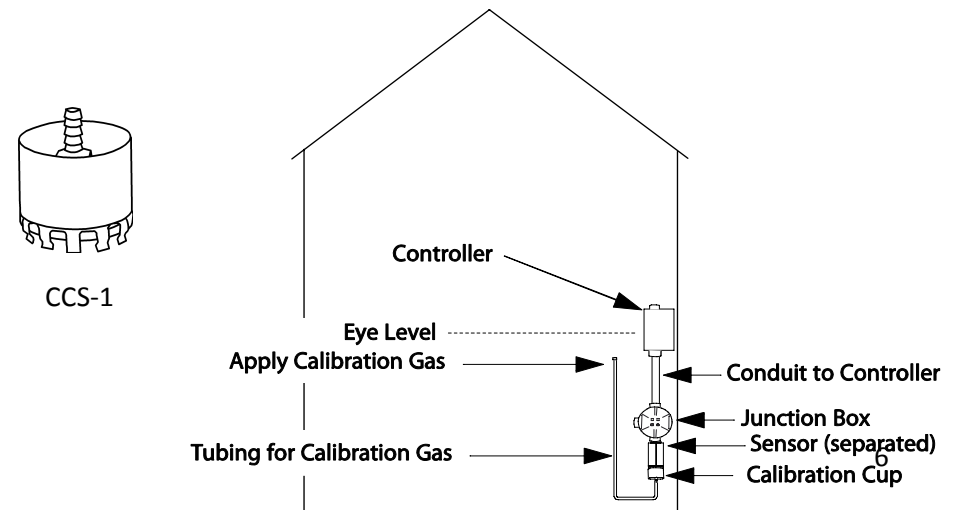 Controller
CCS-1
Eye Level
Apply Calibration Gas
Conduit to Controller
Junction Box
Sensor (separated)
Tubing for Calibration Gas
6
Calibration Cup